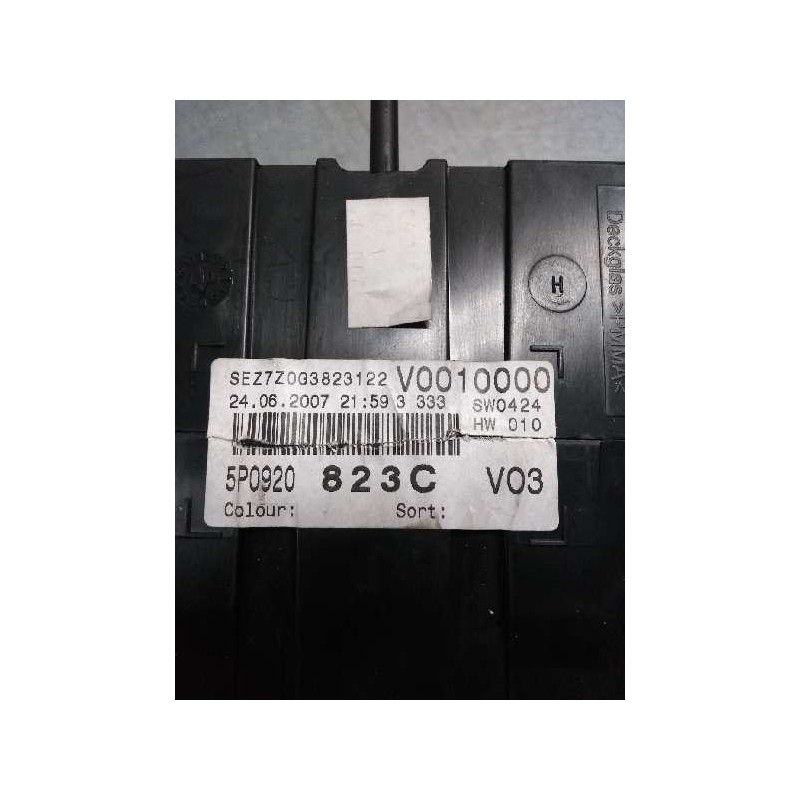 Deckglas >PMMA<
H
SEZ7Z0G3823122 V0010000
24.06.2007 21:59 3 333 SW0424
HW 010
5P0920 823C V03
Colour: Sort: